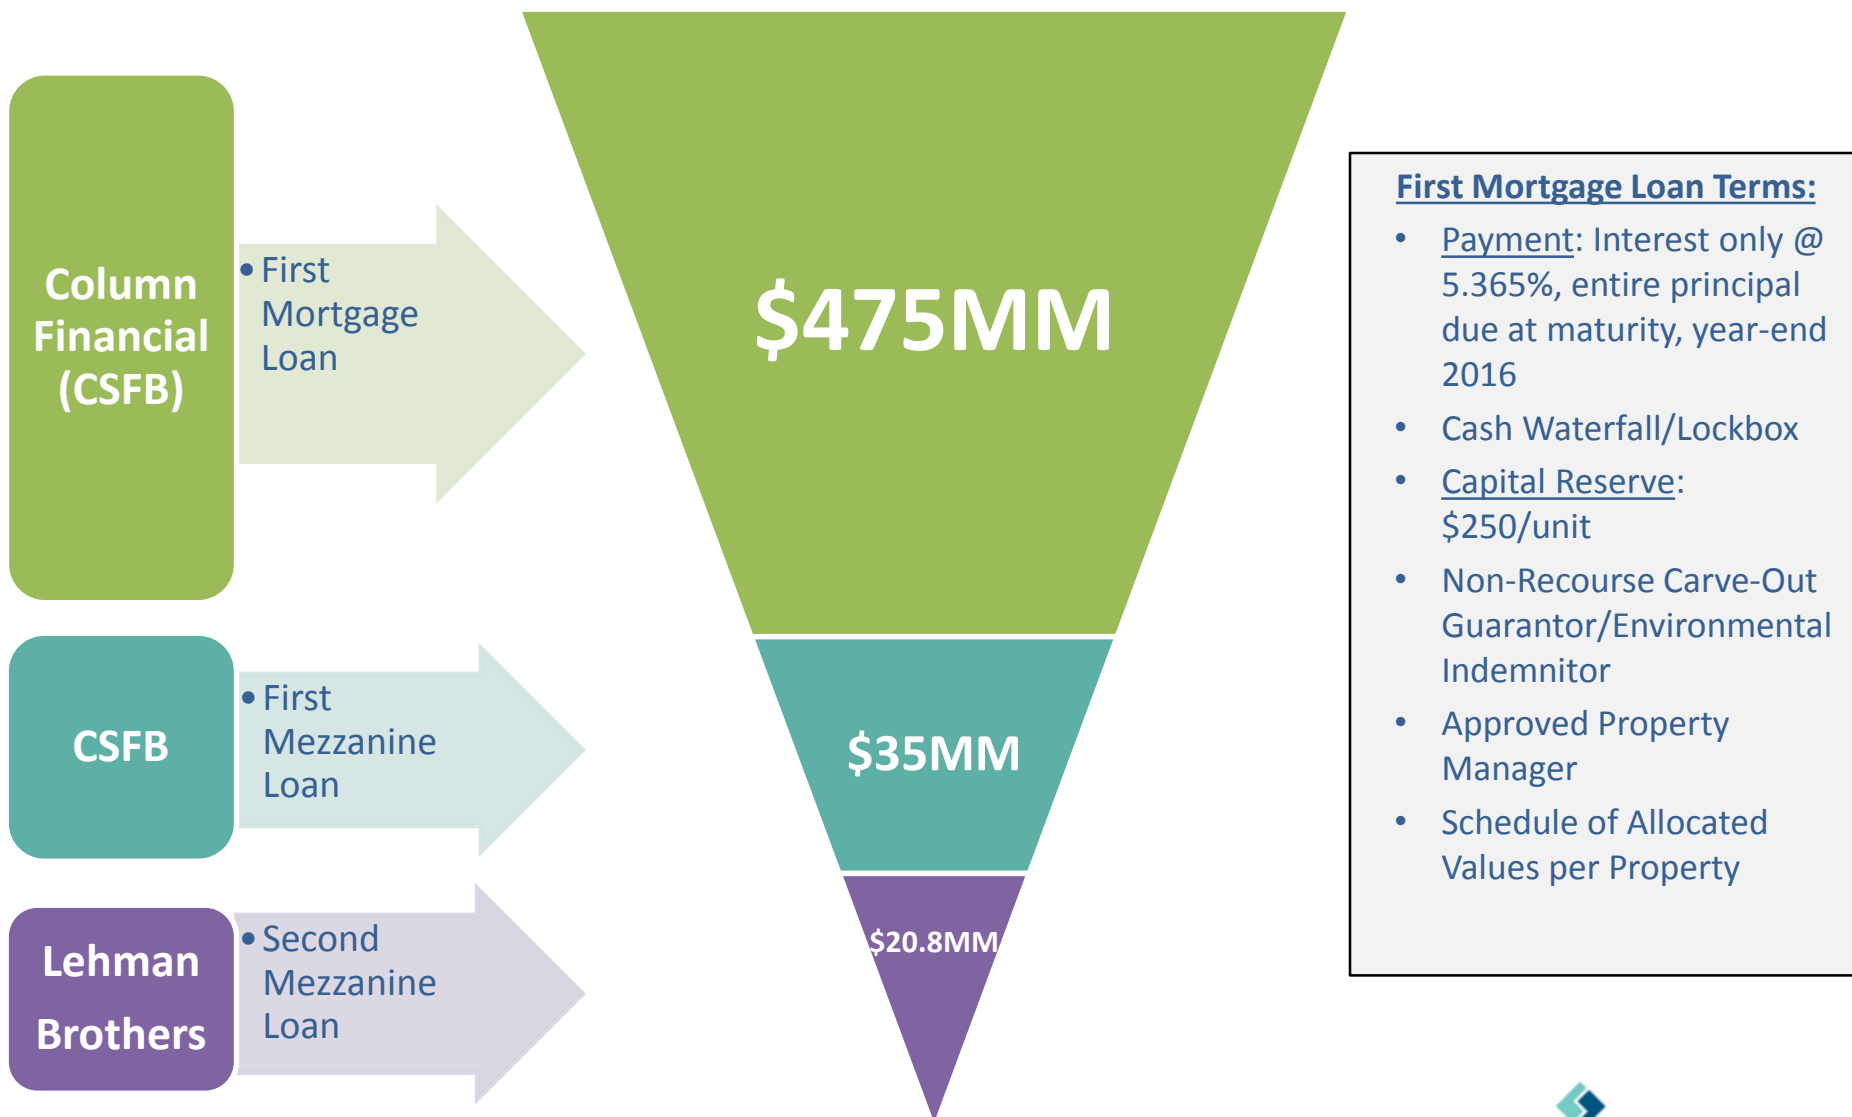 Column
Financial
(CSFB)
• First
Mortgage
Loan
$475MM
CSFB
• First
Mezzanine
Loan
$35MM
Lehman
Brothers
• Second
Mezzanine
Loan
$20.8MM
First Mortgage Loan Terms:
• Payment: Interest only @
5.365%, entire principal
due at maturity, year-end
2016
• Cash Waterfall/Lockbox
• Capital Reserve:
$250/unit
• Non-Recourse Carve-Out
Guarantor/Environmental
Indemnitor
• Approved Property
Manager
• Schedule of Allocated
Values per Property